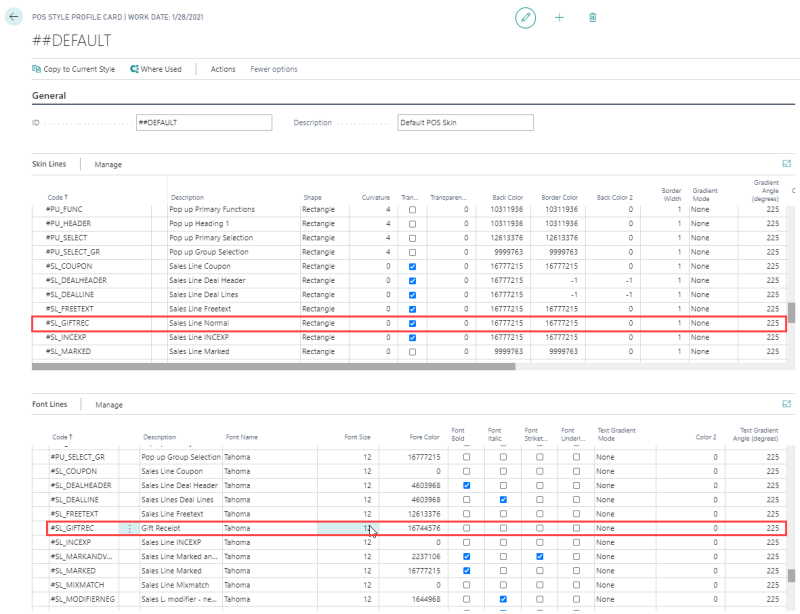 POS STYLE PROFILE CARD | WORK DATE: 1/28/2021
##DEFAULT
Copy to Current Style Where Used Actions Fewer options
General
ID ##DEFAULT Description Default POS Skin
Skin Lines Manage
Code ↑ Description Shape Curvature Tran... Transparen... Back Color Border Color Back Color 2 Border Width Gradient Mode Gradient Angle (degrees) C
#PU_FUNC Pop up Primary Functions Rectangle 4 0 10311936 10311936 0 1 None 225
#PU_HEADER Pop up Heading 1 Rectangle 4 0 10311936 10311936 0 1 None 225
#PU_SELECT Pop up Primary Selection Rectangle 4 0 12613376 12613376 0 1 None 225
#PU_SELECT_GR Pop up Group Selection Rectangle 4 0 9999763 9999763 0 1 None 225
#SL_COUPON Sales Line Coupon Rectangle 0 0 16777215 16777215 0 1 None 225
#SL_DEALHEADER Sales Line Deal Header Rectangle 0 0 16777215 -1 -1 1 None 225
#SL_DEALLINE Sales Line Deal Lines Rectangle 0 0 16777215 -1 -1 1 None 225
#SL_FREETEXT Sales Line Freetext Rectangle 0 0 16777215 16777215 0 1 None 225
#SL_GIFTREC Sales Line Normal Rectangle 0 0 16777215 16777215 0 1 None 225
#SL_INCEXP Sales Line INCEXP Rectangle 0 0 16777215 16777215 0 1 None 225
#SL_MARKED Sales Line Marked Rectangle 0 0 9999763 9999763 0 1 None 225
Font Lines Manage
Code ↑ Description Font Name Font Size Fore Color Font Bold Font Italic Font Striket... Font Underl... Text Gradient Mode Color 2 Text Gradient Angle (degrees)
#PU_SELECT_GR Pop up Group Selection Tahoma 12 16777215 None 0 225
#SL_COUPON Sales Line Coupon Tahoma 12 0 None 0 225
#SL_DEALHEADER Sales Line Deal Header Tahoma 12 4603968 None 0 225
#SL_DEALLINE Sales Lines Deal Lines Tahoma 12 4603968 None 0 225
#SL_FREETEXT Sales Line Freetext Tahoma 12 12613376 None 0 225
#SL_GIFTREC Gift Receipt Tahoma 12 16744576 None 0 225
#SL_INCEXP Sales Line INCEXP Tahoma 12 0 None 0 225
#SL_MARKANDV... Sales Line Marked an... Tahoma 12 2237106 None 0 225
#SL_MARKED Sales Line Marked Tahoma 12 16777215 None 0 225
#SL_MIXMATCH Sales Line Mixmatch Tahoma 12 0 None 0 225
#SL_MODIFIERNEG Sales L. modifier - ne... Tahoma 12 1644968 None 0 225